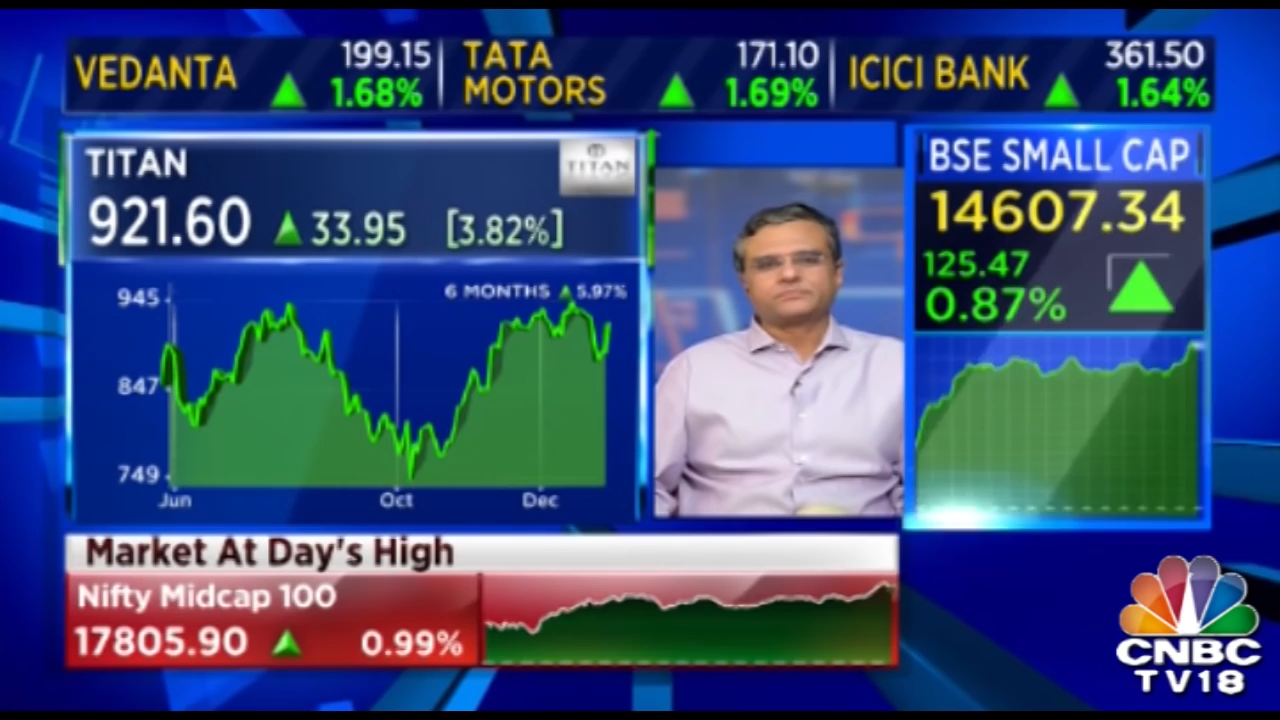 VEDANTA 199.15 1.68%
TATA MOTORS 171.10 1.69%
ICICI BANK 361.50 1.64%
TITAN
TITAN
921.60 33.95 [3.82%]
6 MONTHS 5.97%
945
847
749
Jun Oct Dec
BSE SMALL CAP
14607.34
125.47
0.87%
Market At Day's High
Nifty Midcap 100
17805.90 0.99%
CNBC
TV18